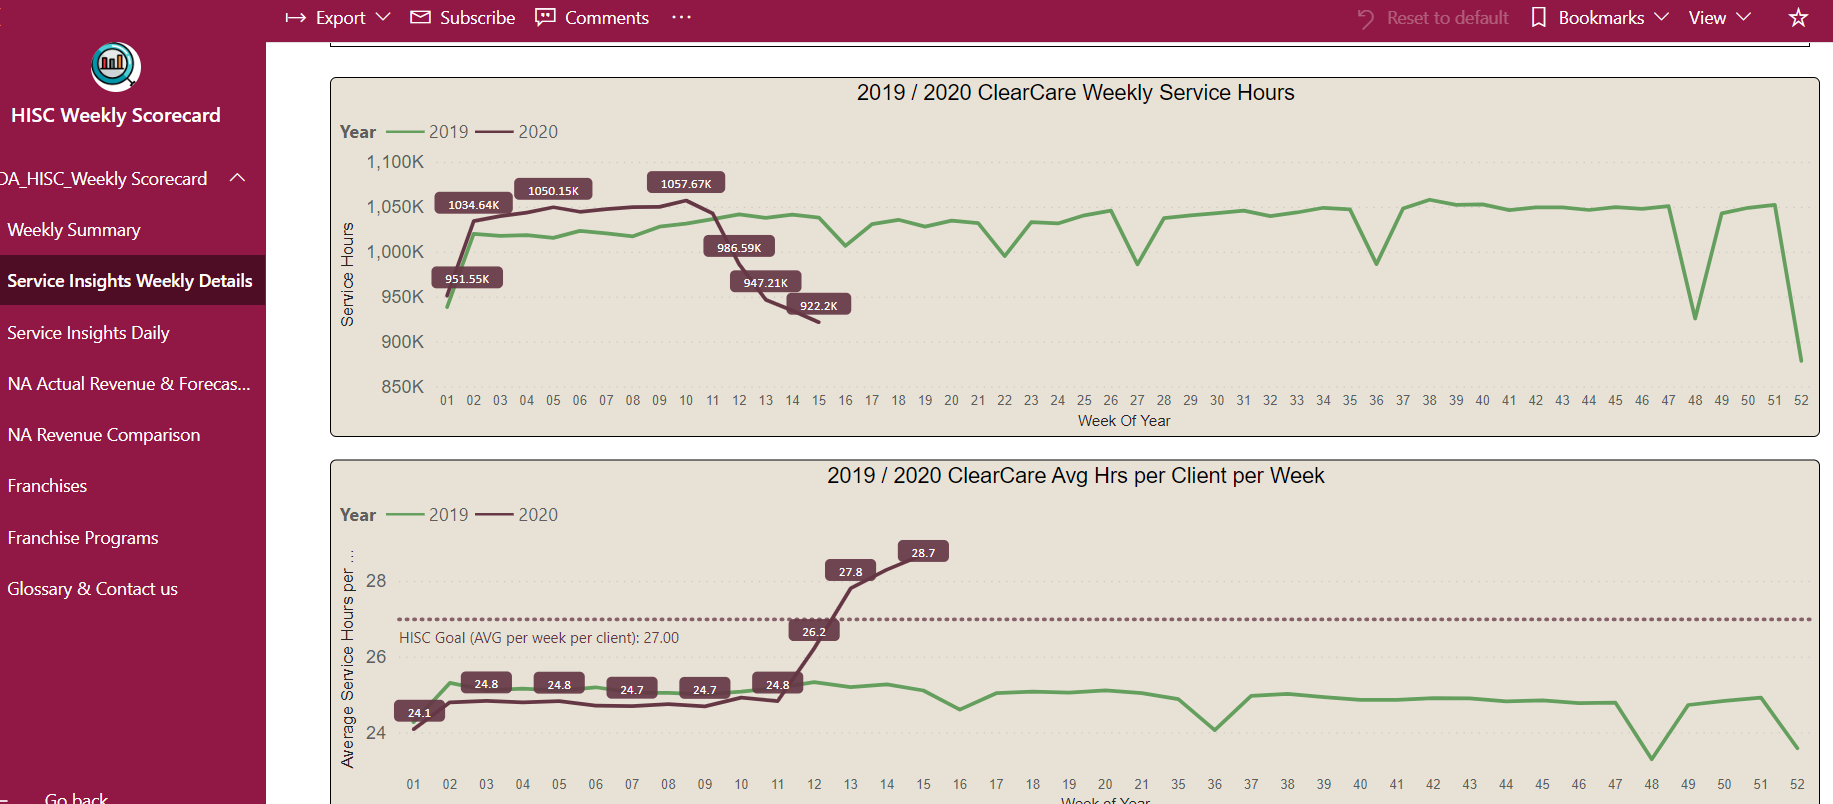 Export
Subscribe
Comments
Reset to default
Bookmarks
View
HISC Weekly Scorecard
DA_HISC_Weekly Scorecard
Weekly Summary
Service Insights Weekly Details
Service Insights Daily
NA Actual Revenue & Forecas...
NA Revenue Comparison
Franchises
Franchise Programs
Glossary & Contact us
Go back
2019 / 2020 ClearCare Weekly Service Hours
Year 2019 2020
Service Hours
1,100K
1,050K
1,000K
950K
900K
850K
951.55K
1034.64K
1050.15K
1057.67K
986.59K
947.21K
922.2K
01 02 03 04 05 06 07 08 09 10 11 12 13 14 15 16 17 18 19 20 21 22 23 24 25 26 27 28 29 30 31 32 33 34 35 36 37 38 39 40 41 42 43 44 45 46 47 48 49 50 51 52
Week Of Year
2019 / 2020 ClearCare Avg Hrs per Client per Week
Year 2019 2020
Average Service Hours per ...
28
26
24
HISC Goal (AVG per week per client): 27.00
24.1
24.8
24.8
24.7
24.7
24.8
26.2
27.8
28.7
01 02 03 04 05 06 07 08 09 10 11 12 13 14 15 16 17 18 19 20 21 35 36 37 38 39 40 41 42 43 44 45 46 47 48 49 50 51 52
Week of Year